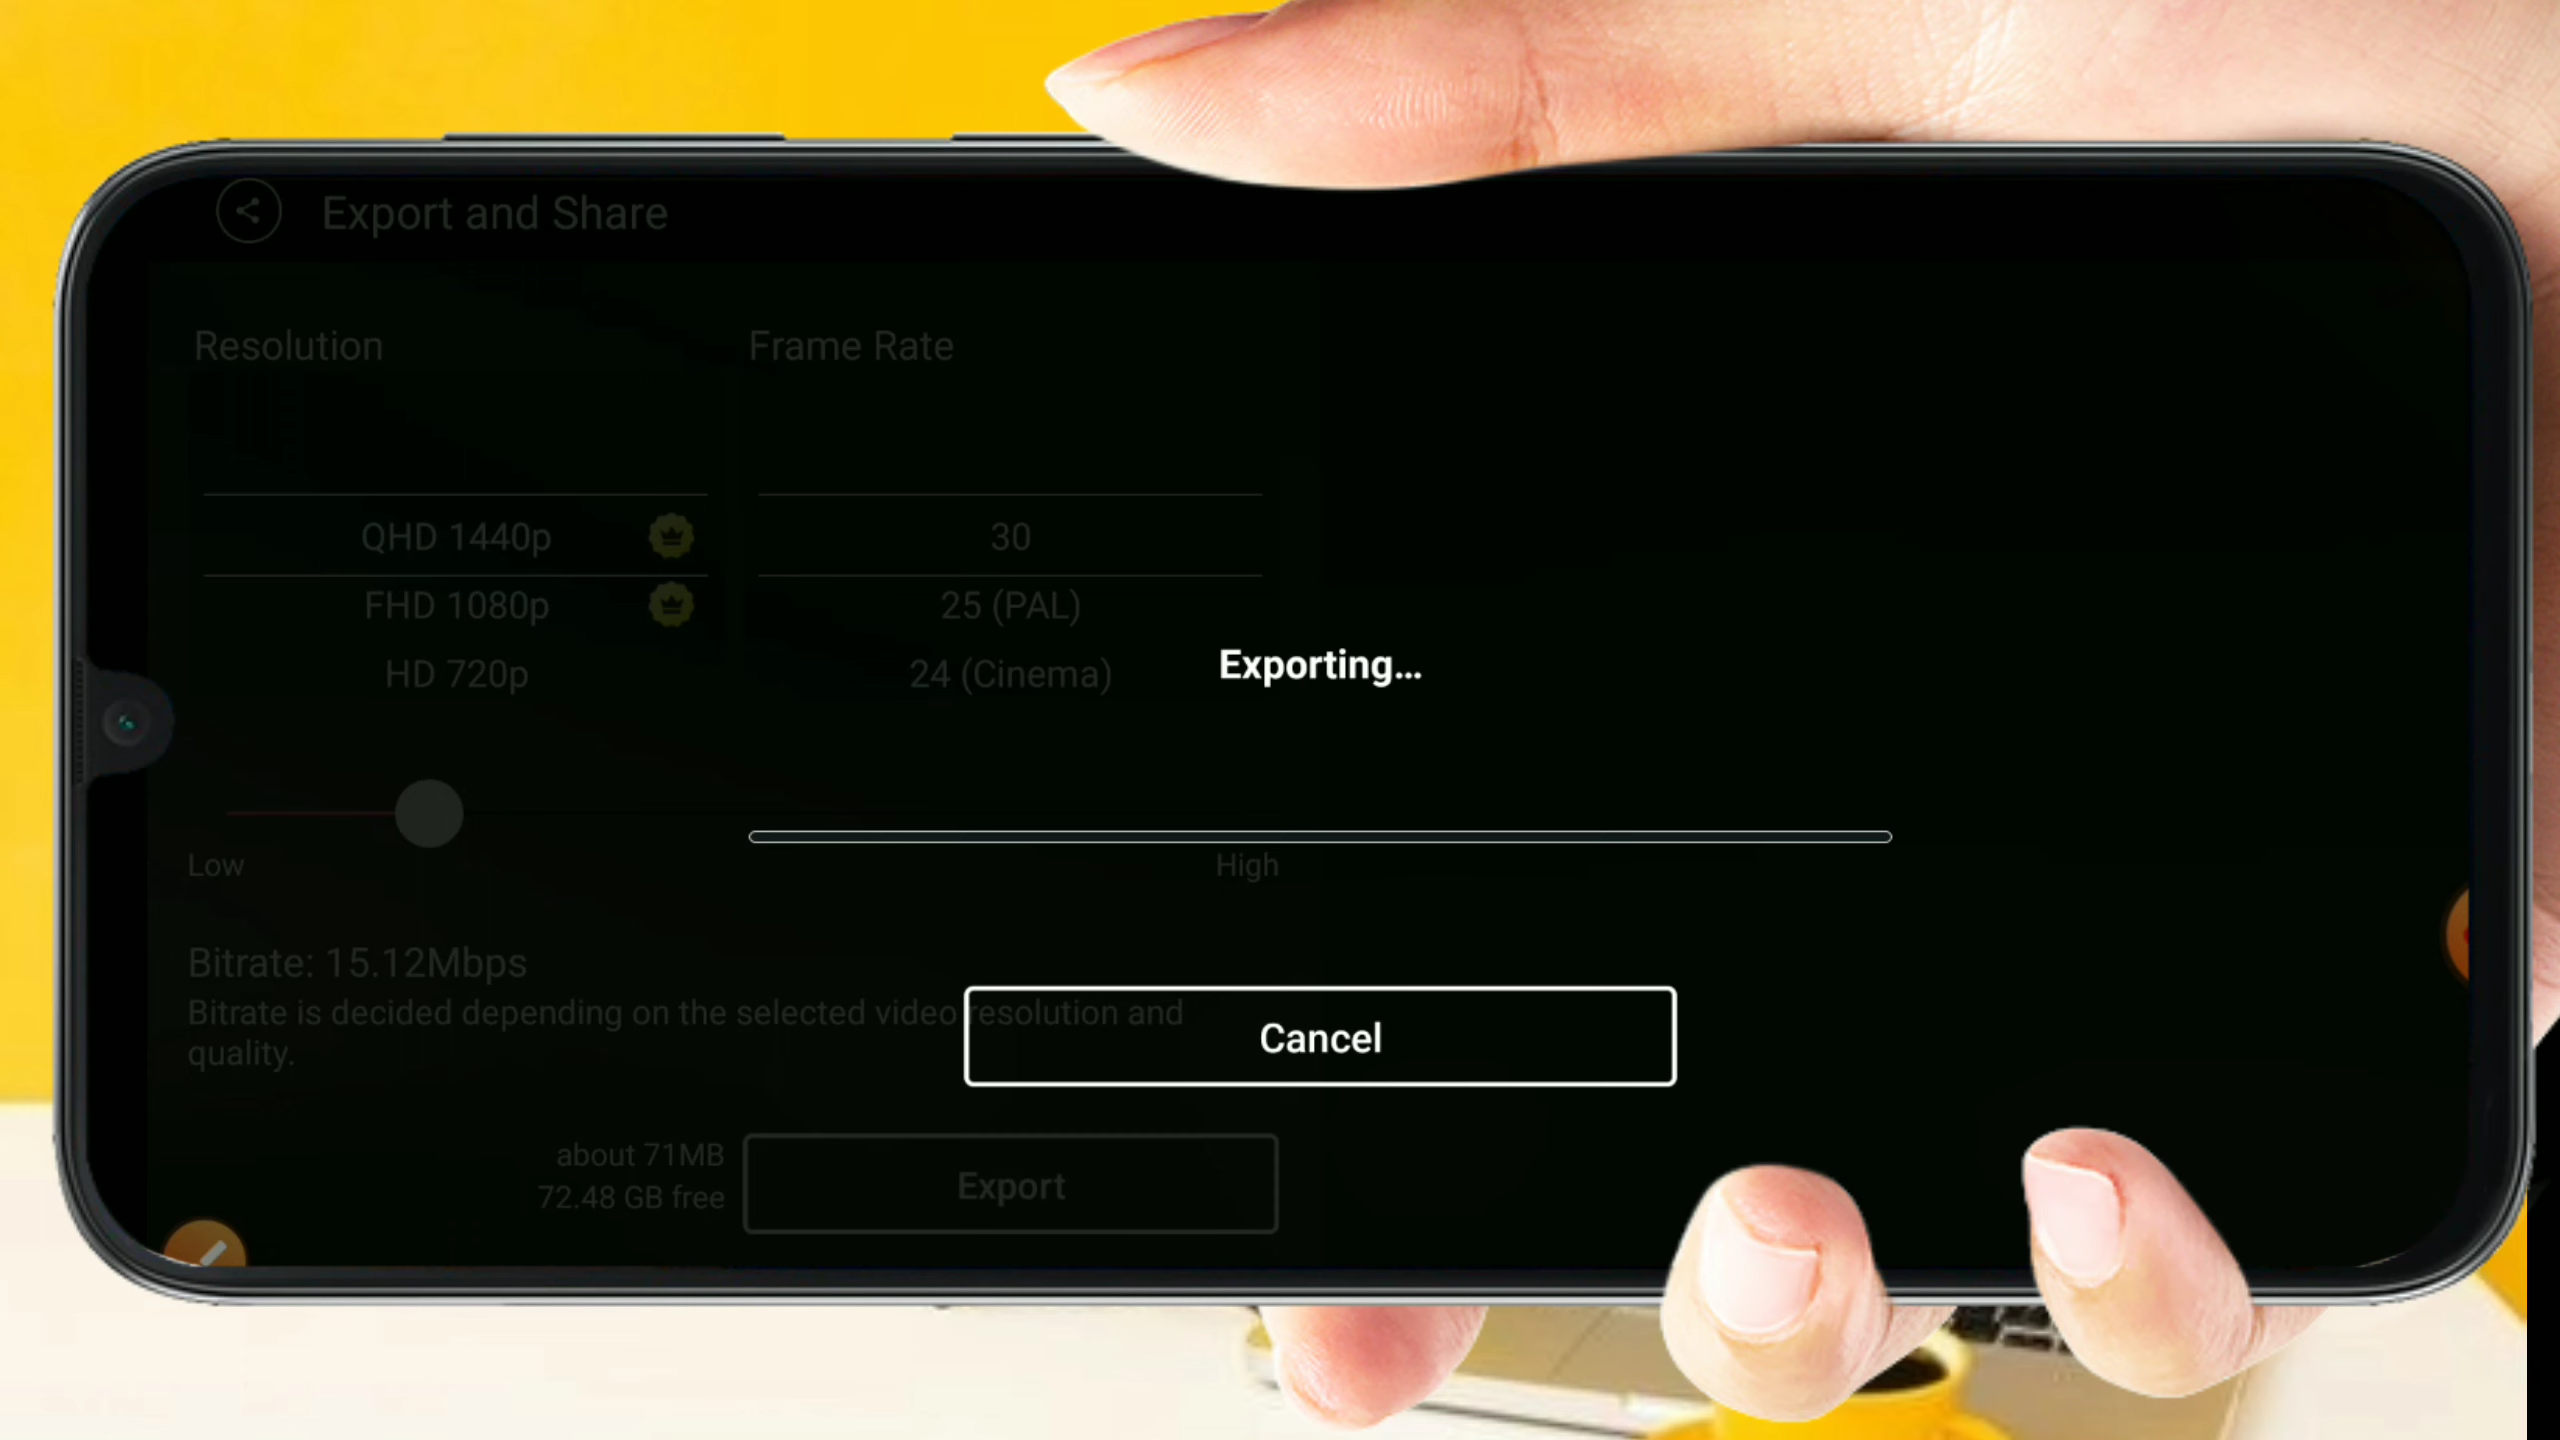 Export and Share
Resolution
Frame Rate
QHD 1440p
30
FHD 1080p
25 (PAL)
HD 720p
24 (Cinema)
Exporting...
Low
High
Bitrate: 15.12Mbps
Bitrate is decided depending on the selected video resolution and
quality.
Cancel
about 71MB
72.48 GB free
Export